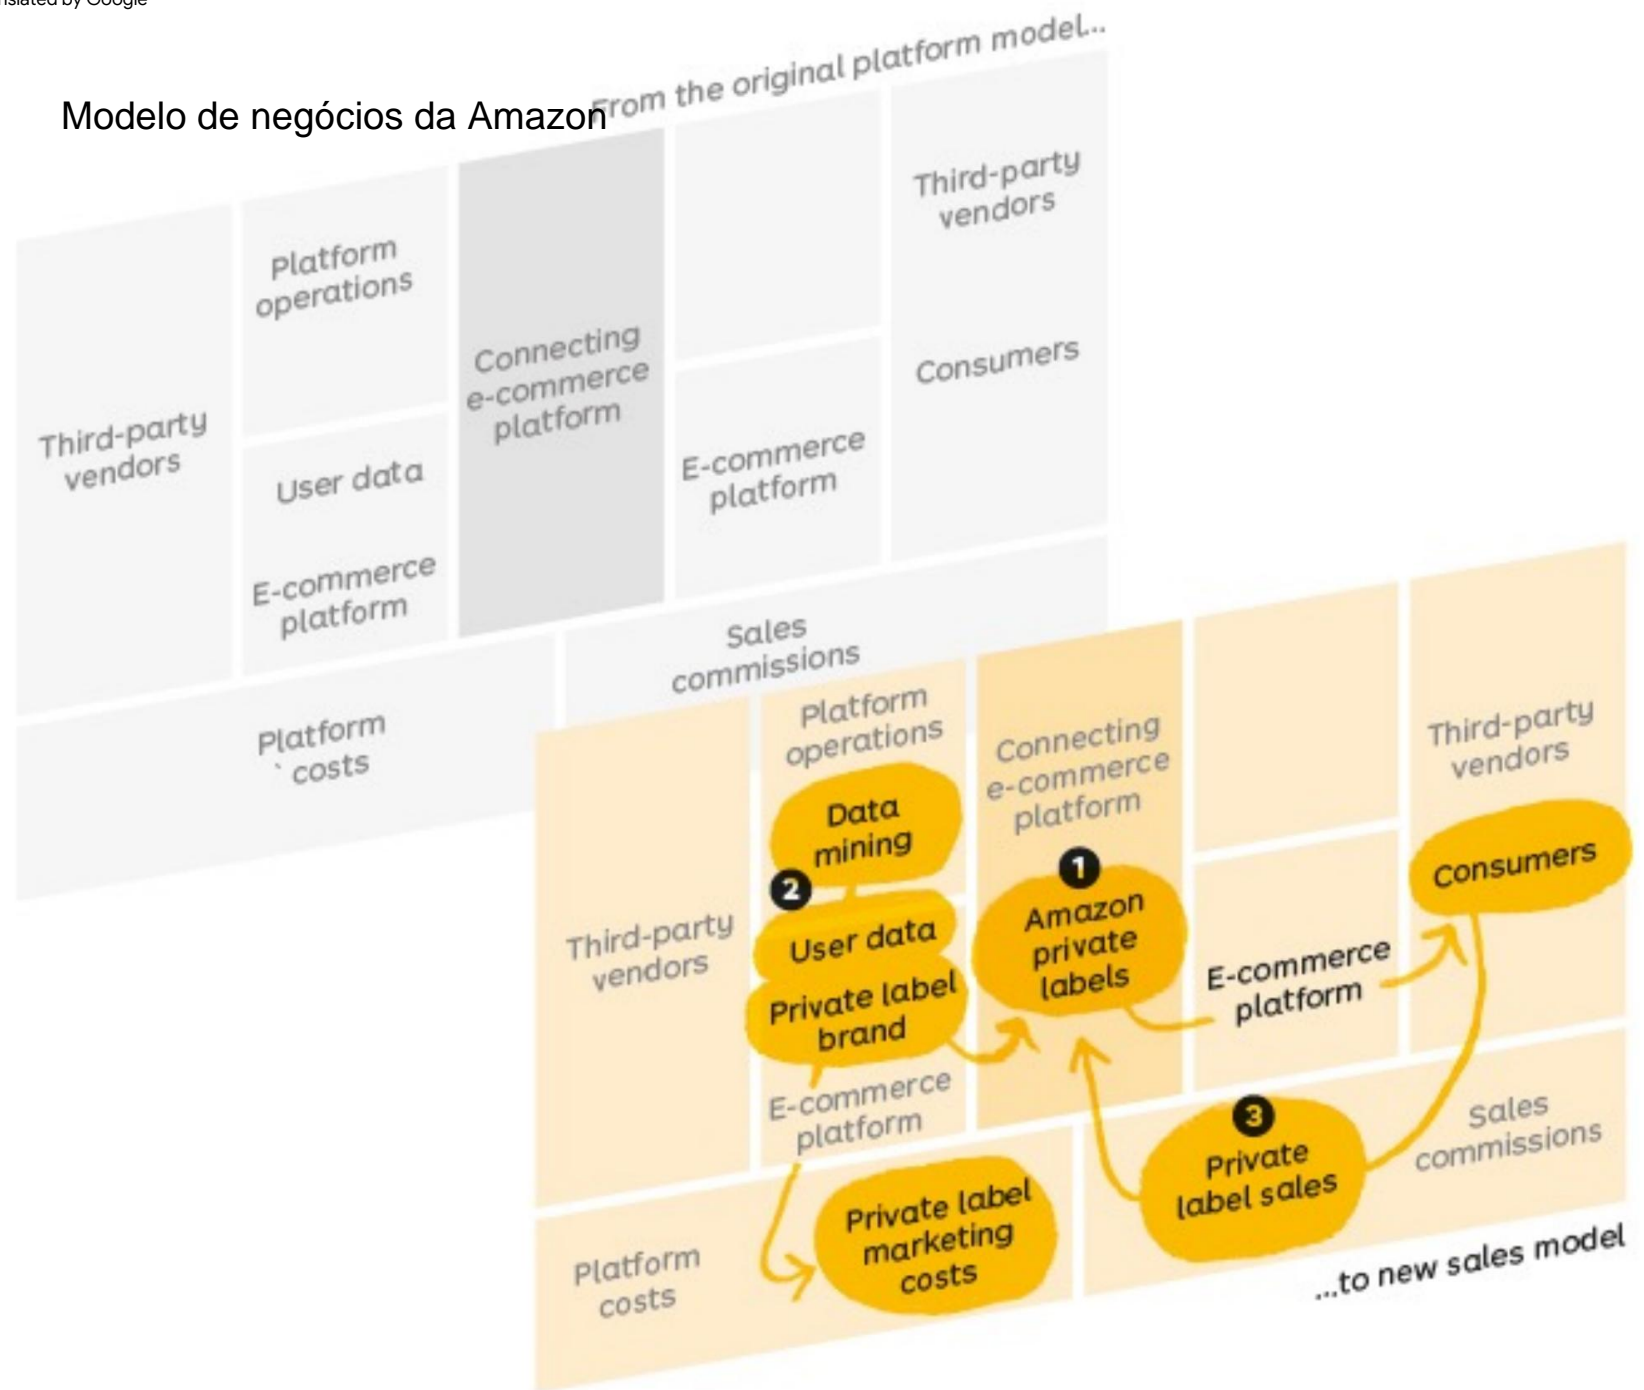 Modelo de negócios da Amazon
From the original platform model...
Third-party
vendors
Platform
operations
User data
E-commerce
platform
Connecting
e-commerce
platform
E-commerce
platform
Third-party
vendors
Consumers
Platform
costs
Sales
commissions
Third-party
vendors
Platform
operations
Data
mining
2
User data
Private label
brand
E-commerce
platform
Connecting
e-commerce
platform
1
Amazon
private
labels
E-commerce
platform
Third-party
vendors
Consumers
Platform
costs
Private label
marketing
costs
3
Private
label sales
Sales
commissions
...to new sales model